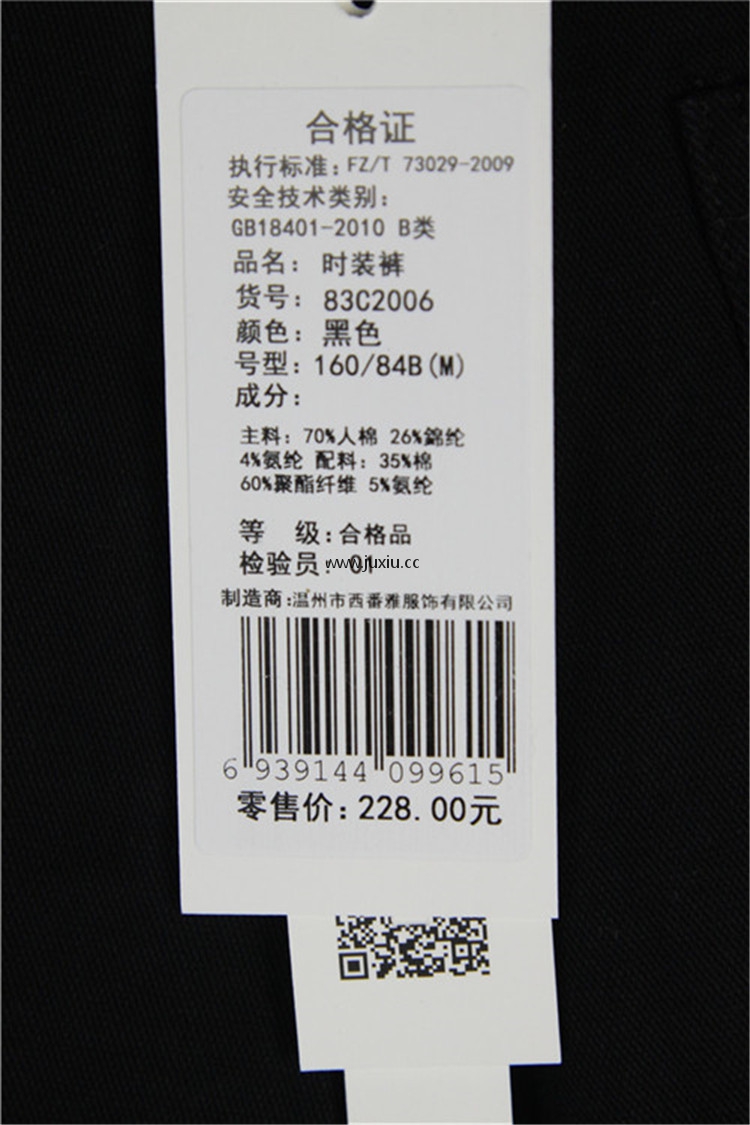 合格证
执行标准：FZ/T 73029-2009
安全技术类别：
GB18401-2010 B类
品名： 时装裤
货号： 83C2006
颜色：黑色
号型：160/84B(M)
成分：
主料：70%人棉 26%錦纶
4%氨纶 配料：35%棉
60%聚酯纤维 5%氨纶
等 级：合格品
检验员：01
www.juxiu.cc
制造商：温州市西番雅服饰有限公司
6 939144 099615
零售价：228.00元